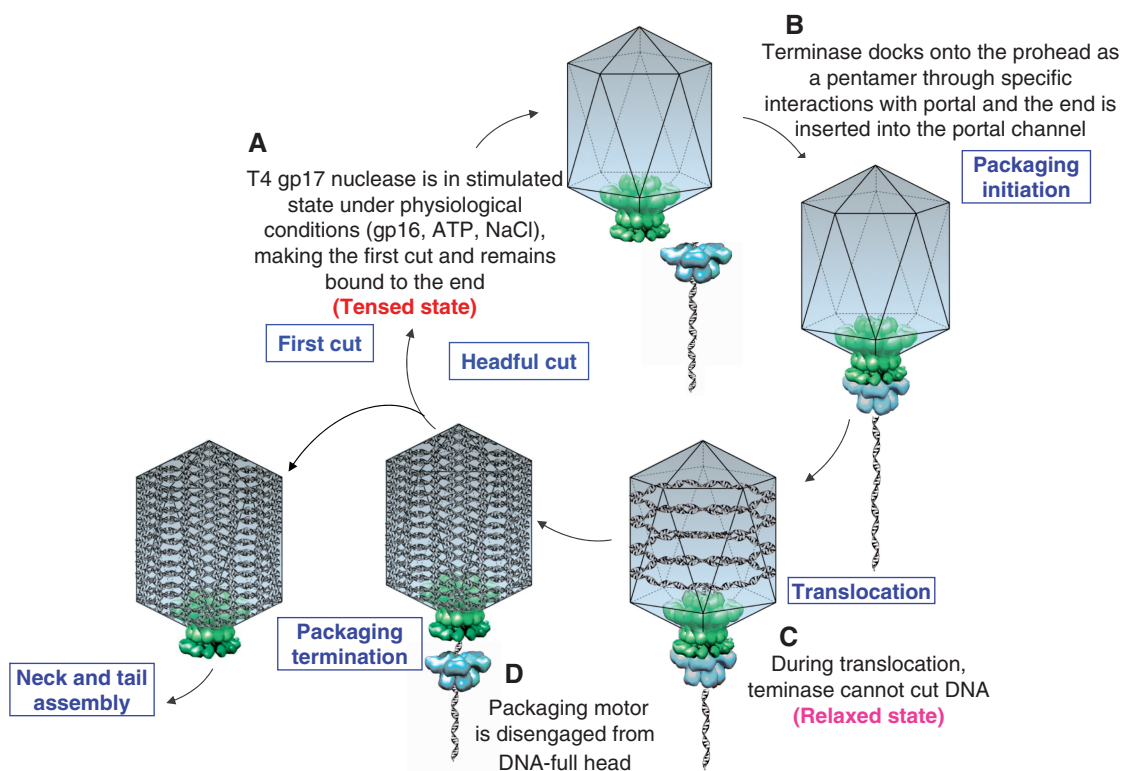 A
T4 gp17 nuclease is in stimulated
state under physiological
conditions (gp16, ATP, NaCl),
making the first cut and remains
bound to the end
(Tensed state)
First cut
Headful cut
B
Terminase docks onto the prohead as
a pentamer through specific
interactions with portal and the end is
inserted into the portal channel
Packaging
initiation
Translocation
C
During translocation,
teminase cannot cut DNA
(Relaxed state)
Packaging
termination
D
Packaging motor
is disengaged from
DNA-full head
Neck and tail
assembly